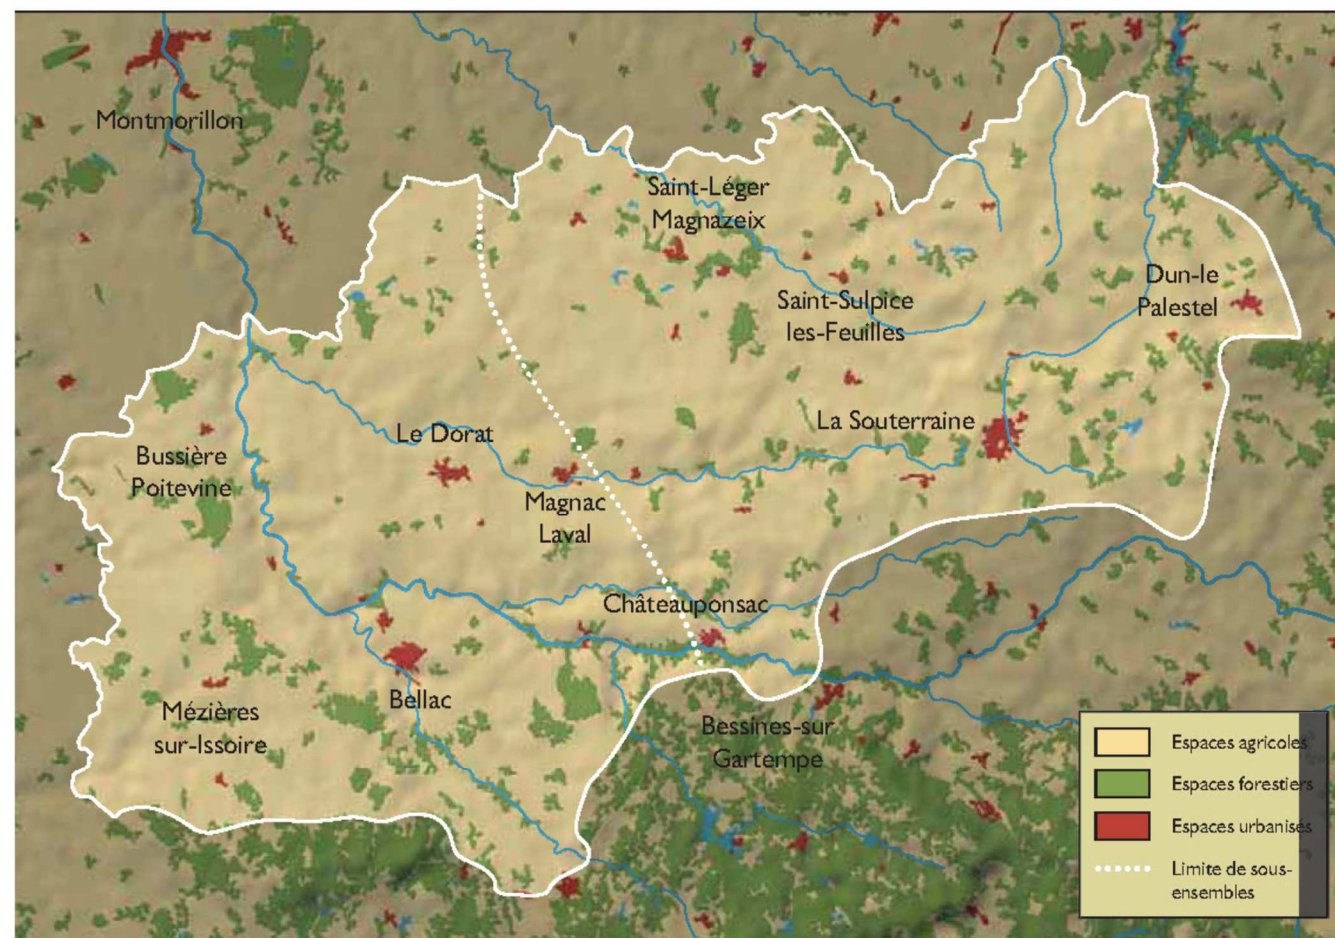 Montmorillon
Saint-Léger
Magnazeix
Dun-le
Palestel
Saint-Sulpice
les-Feuilles
La Souterraine
Le Dorat
Bussière
Poitevine
Magnac
Laval
Châteauponsac
Bellac
Mézières
sur-Issoire
Bessines-sur
Gartempe
Espaces agricoles
Espaces forestiers
Espaces urbanisés
Limite de sous-
ensembles